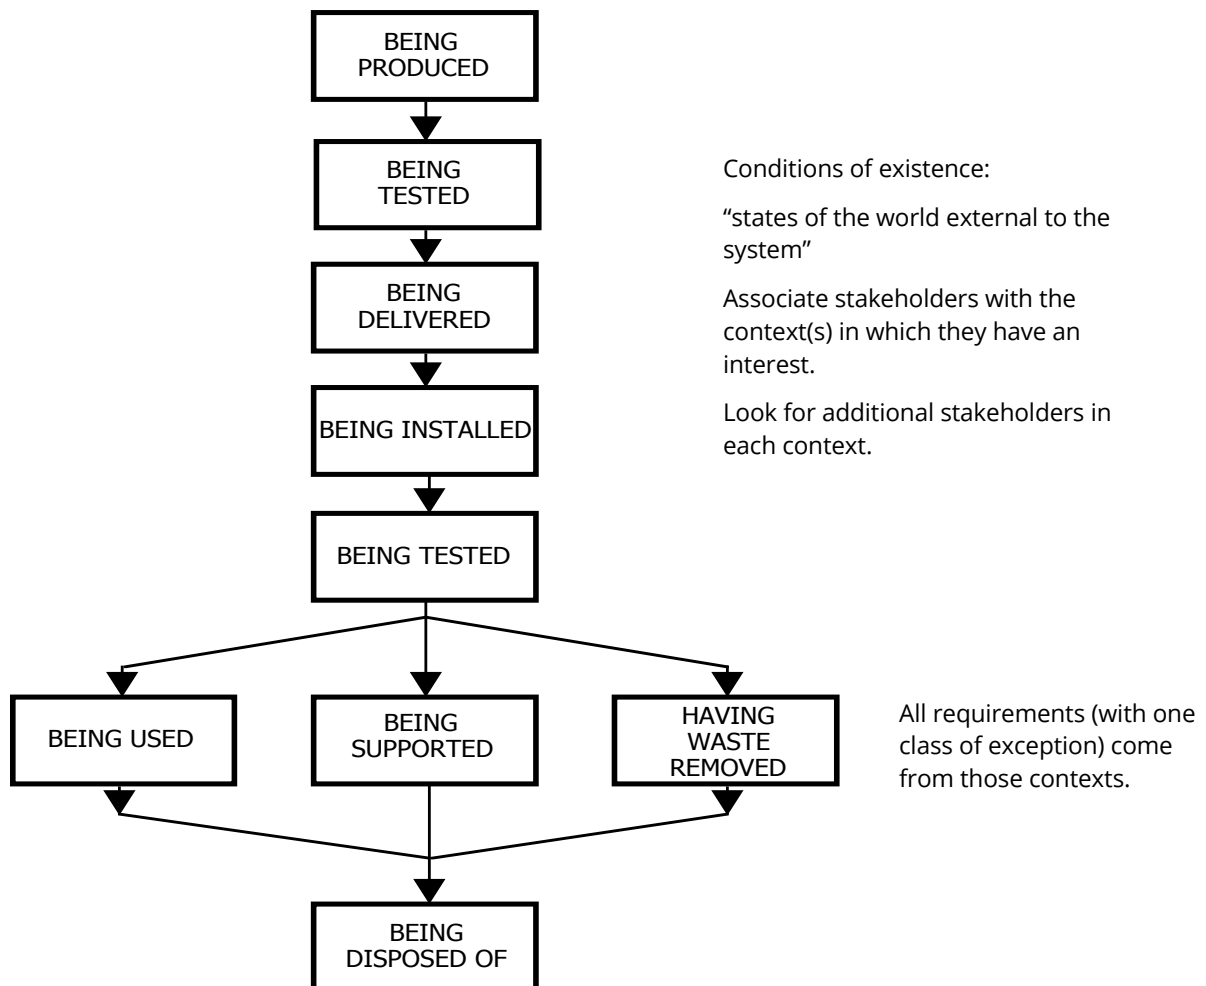 BEING
PRODUCED
BEING
TESTED
Conditions of existence:
“states of the world external to the
system”
BEING
DELIVERED
Associate stakeholders with the
context(s) in which they have an
interest.
BEING INSTALLED
Look for additional stakeholders in
each context.
BEING TESTED
BEING USED
BEING
SUPPORTED
HAVING
WASTE
REMOVED
All requirements (with one
class of exception) come
from those contexts.
BEING
DISPOSED OF